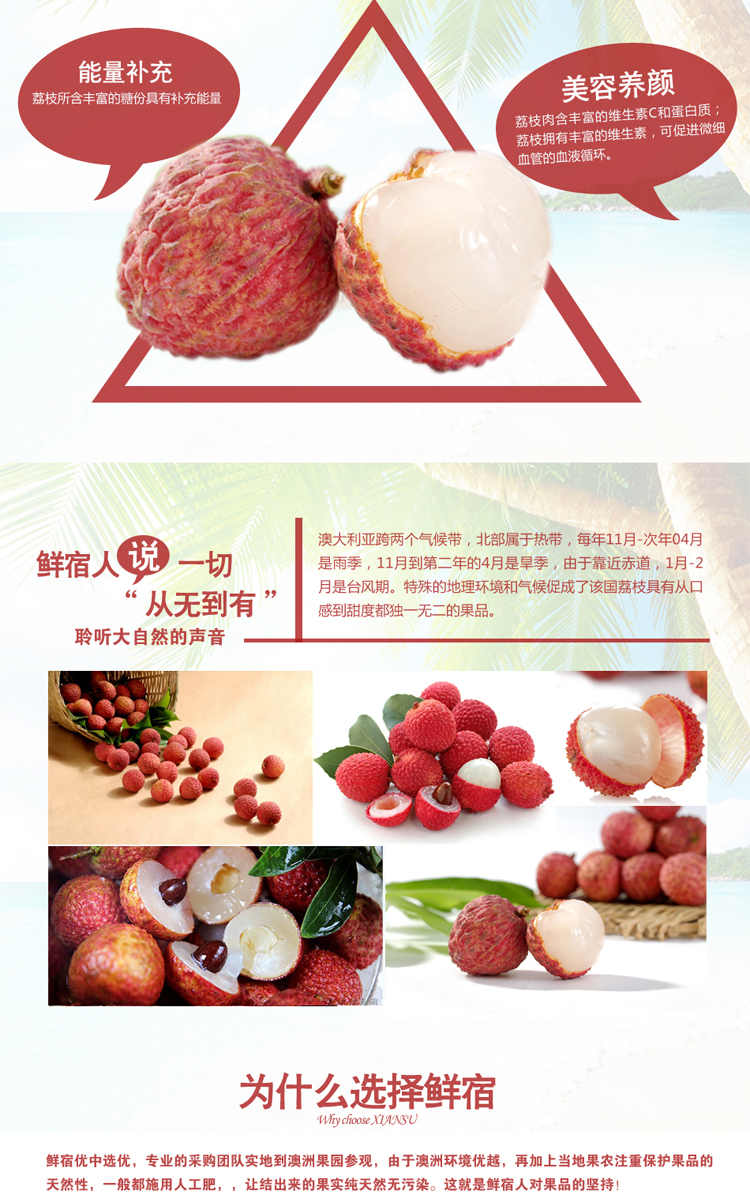 能量补充
荔枝所含丰富的糖份具有补充能量
美容养颜
荔枝肉含丰富的维生素C和蛋白质；
荔枝拥有丰富的维生素，可促进微细
血管的血液循环。
鲜宿人说一切
“从无到有”
聆听大自然的声音
澳大利亚跨两个气候带，北部属于热带，每年11月-次年04月
是雨季，11月到第二年的4月是旱季，由于靠近赤道，1月-2
月是台风期。特殊的地理环境和气候促成了该国荔枝具有从口
感到甜度都独一无二的果品。
为什么选择鲜宿
Why choose XIANSU
鲜宿优中选优，专业的采购团队实地到澳洲果园参观，由于澳洲环境优越，再加上当地果农注重保护果品的
天然性，一般都施用人工肥，，让结出来的果实纯天然无污染。这就是鲜宿人对果品的坚持！